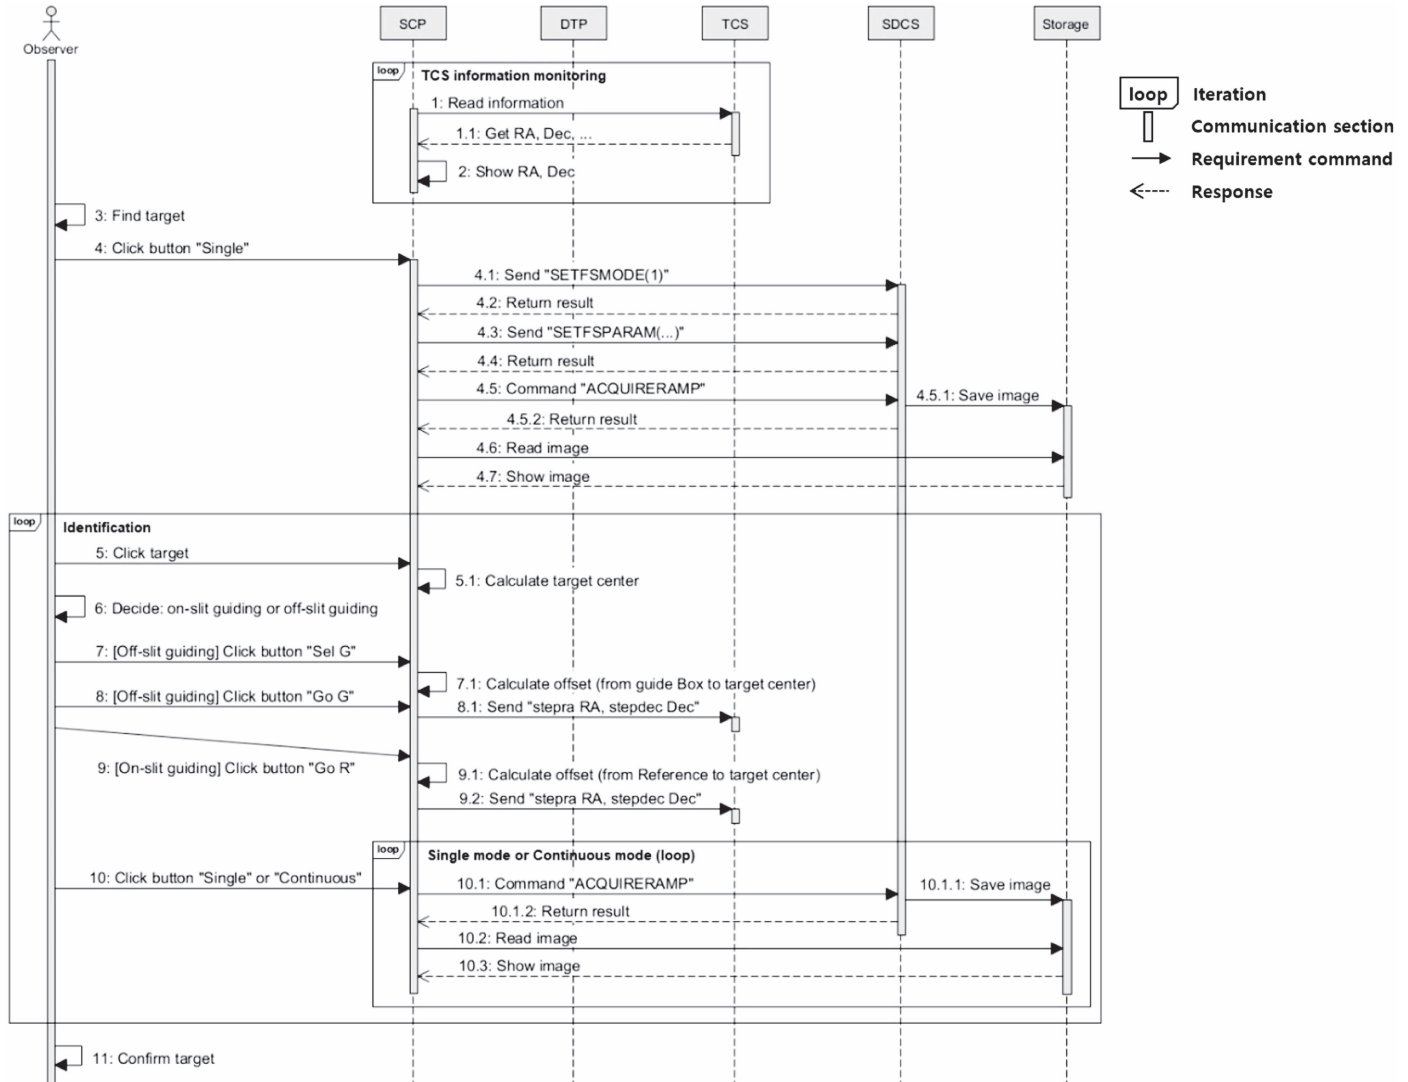 Observer
SCP
DTP
TCS
SDCS
Storage
loop
TCS information monitoring
1: Read information
1.1: Get RA, Dec, ...
2: Show RA, Dec
loop
Iteration
Communication section
Requirement command
Response
3: Find target
4: Click button "Single"
4.1: Send "SETFSMODE(1)"
4.2: Return result
4.3: Send "SETFSPARAM(...)"
4.4: Return result
4.5: Command "ACQUIRERAMP"
4.5.1: Save image
4.5.2: Return result
4.6: Read image
4.7: Show image
loop
Identification
5: Click target
5.1: Calculate target center
6: Decide: on-slit guiding or off-slit guiding
7: [Off-slit guiding] Click button "Sel G"
7.1: Calculate offset (from guide Box to target center)
8: [Off-slit guiding] Click button "Go G"
8.1: Send "stepra RA, stepdec Dec"
9: [On-slit guiding] Click button "Go R"
9.1: Calculate offset (from Reference to target center)
9.2: Send "stepra RA, stepdec Dec"
loop
Single mode or Continuous mode (loop)
10: Click button "Single" or "Continuous"
10.1: Command "ACQUIRERAMP"
10.1.1: Save image
10.1.2: Return result
10.2: Read image
10.3: Show image
11: Confirm target